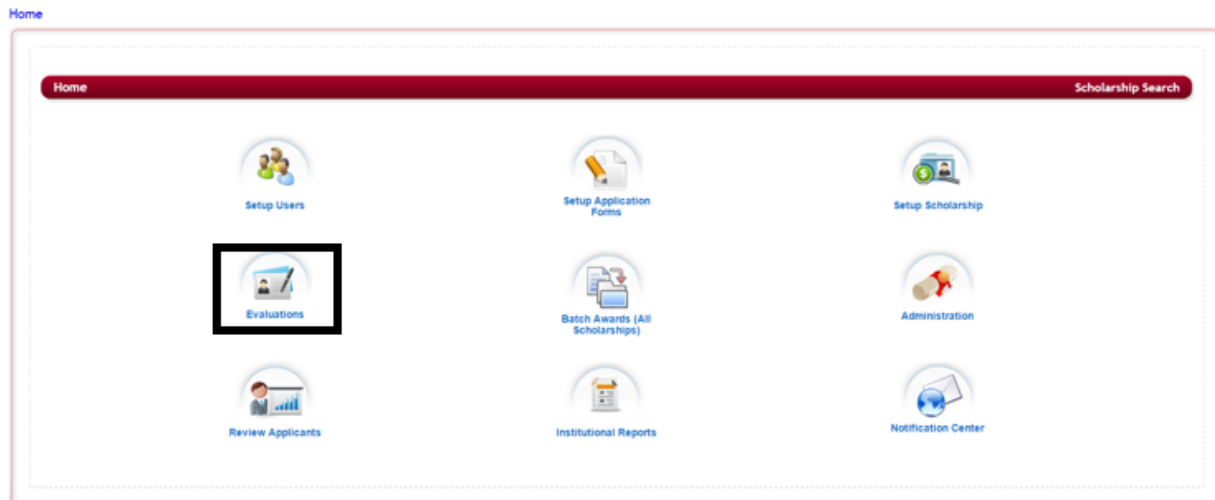 Home
Home
Scholarship Search
Setup Users
Setup Application
Forms
Setup Scholarship
Evaluations
Batch Awards (All
Scholarships)
Administration
Review Applicants
Institutional Reports
Notification Center